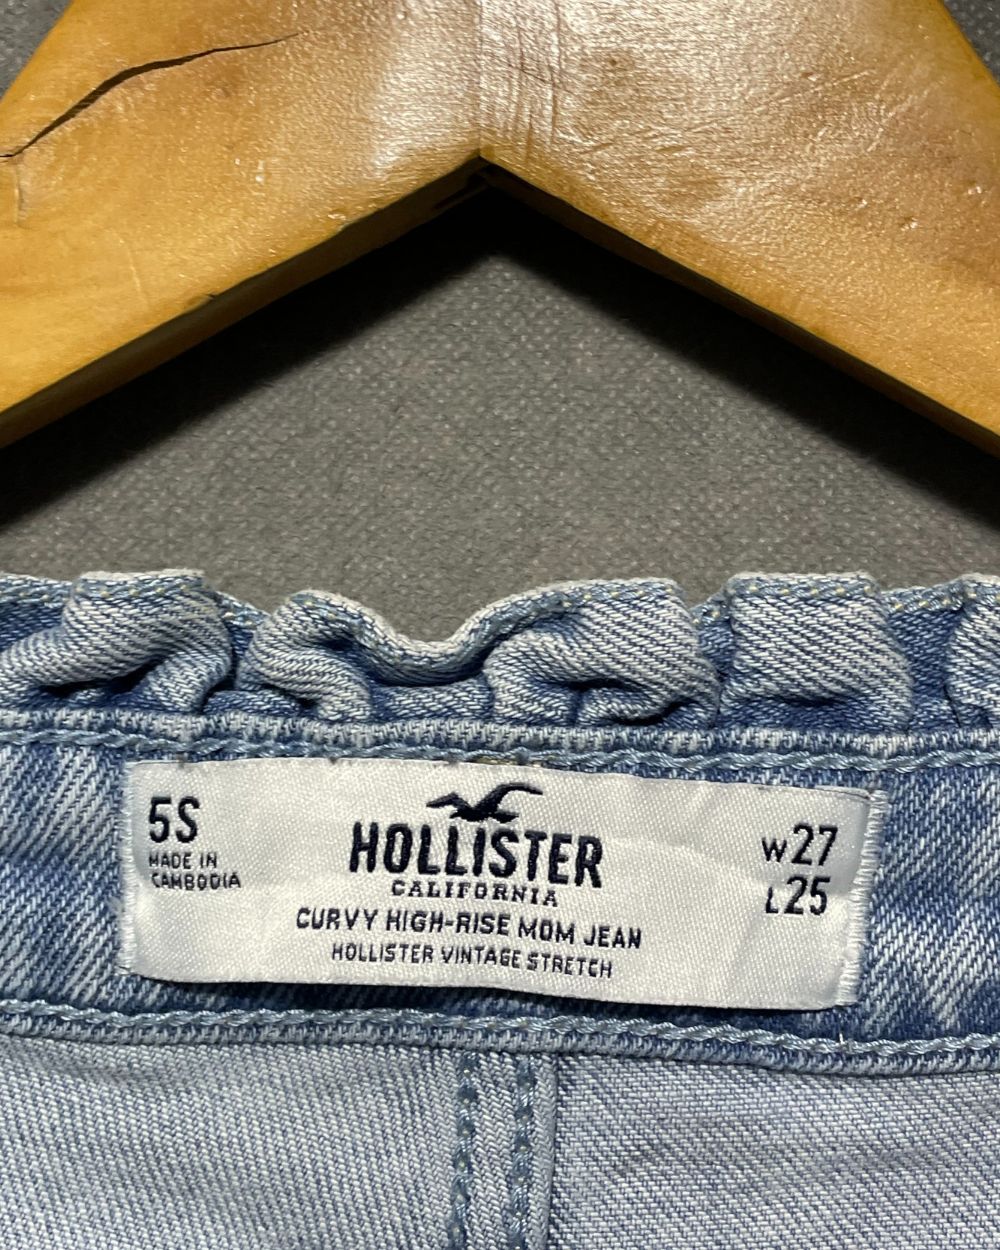 5S
MADE IN
CAMBODIA
HOLLISTER
CALIFORNIA
CURVY HIGH-RISE MOM JEAN
HOLLISTER VINTAGE STRETCH
W27
L25